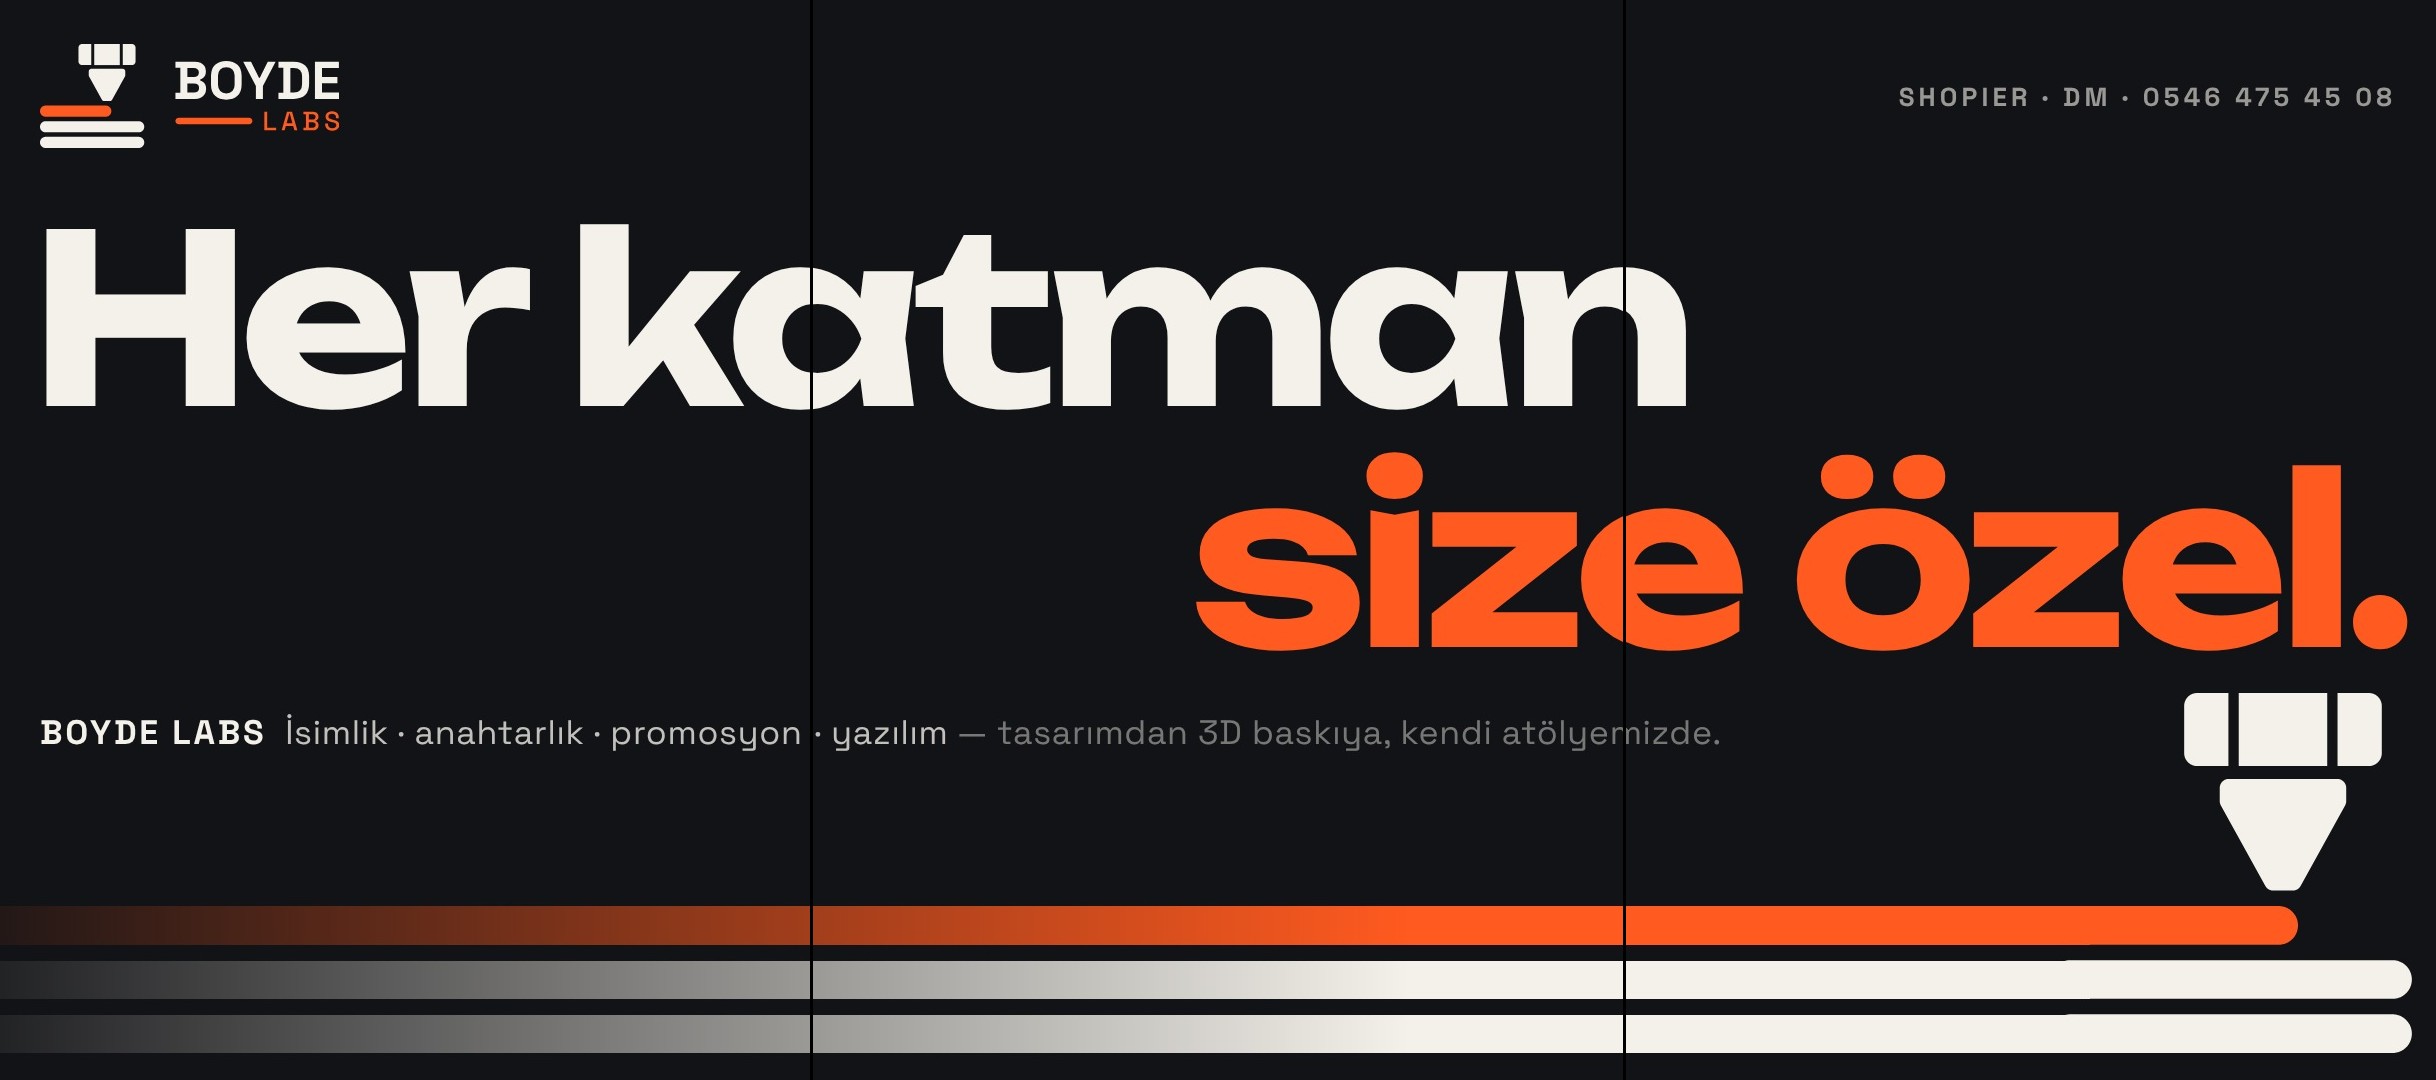 BOYDE
LABS
SHOPIER · DM · 0546 475 45 08
Her katman
size özel.
BOYDE LABS İsimlik · anahtarlık · promosyon · yazılım — tasarımdan 3D baskıya, kendi atölyemizde.